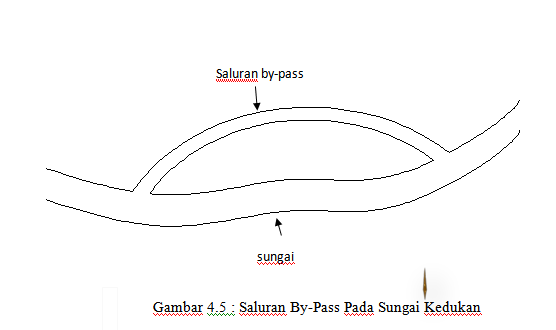 Saluran by-pass
sungai
Gambar 4.5 : Saluran By-Pass Pada Sungai Kedukan